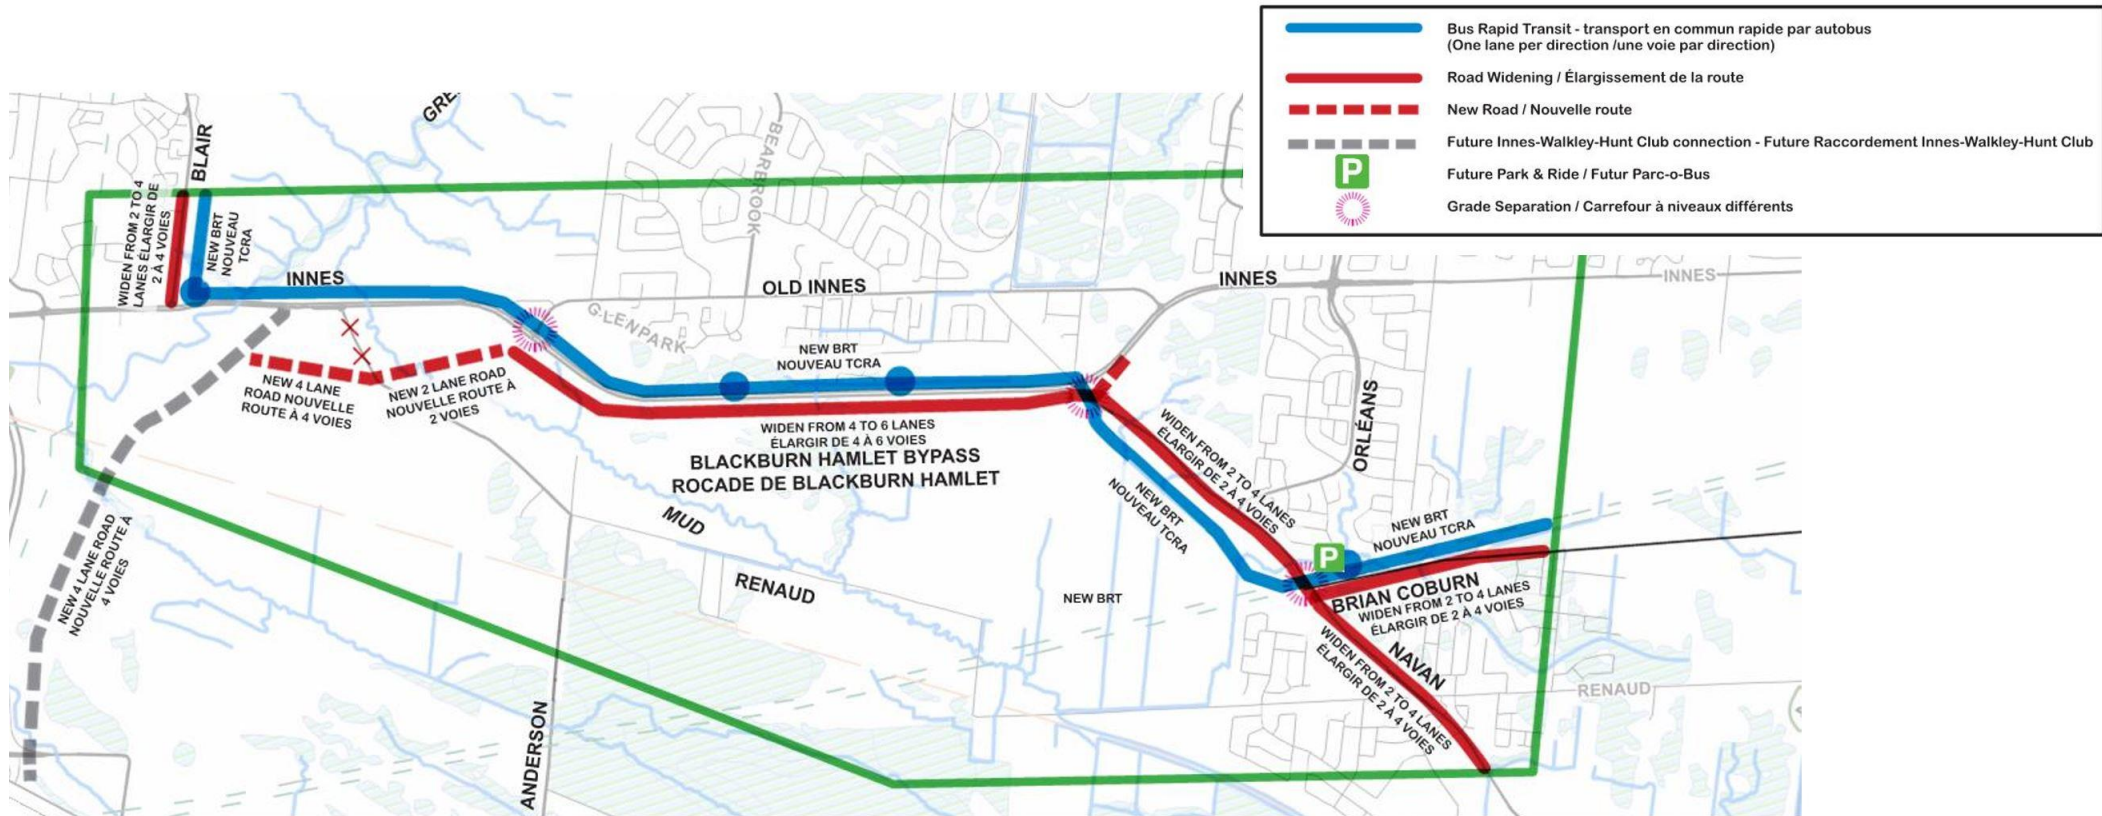 Bus Rapid Transit - transport en commun rapide par autobus
(One lane per direction /une voie par direction)
Road Widening / Élargissement de la route
New Road / Nouvelle route
Future Innes-Walkley-Hunt Club connection - Future Raccordement Innes-Walkley-Hunt Club
P
Future Park & Ride / Futur Parc-o-Bus
Grade Separation / Carrefour à niveaux différents
BLAIR
WIDEN FROM 2 TO 4
LANES ÉLARGIR DE
2 À 4 VOIES
NEW BRT
NOUVEAU
TCRA
BEARBROOK
INNES
OLD INNES
INNES
INNES
GLENPARK
NEW 4 LANE
ROAD NOUVELLE
ROUTE À 4 VOIES
NEW 2 LANE ROAD
NOUVELLE ROUTE À
2 VOIES
NEW BRT
NOUVEAU TCRA
WIDEN FROM 4 TO 6 LANES
ÉLARGIR DE 4 À 6 VOIES
BLACKBURN HAMLET BYPASS
ROCADE DE BLACKBURN HAMLET
ORLÉANS
WIDEN FROM 2 TO 4 LANES
ÉLARGIR DE 2 À 4 VOIES
NEW BRT
NOUVEAU TCRA
MUD
RENAUD
NEW BRT
P
NEW BRT
NOUVEAU TCRA
BRIAN COBURN
WIDEN FROM 2 TO 4 LANES
ÉLARGIR DE 2 À 4 VOIES
NAVAN
WIDEN FROM 2 TO 4 LANES
ÉLARGIR DE 2 À 4 VOIES
RENAUD
NEW 4 LANE ROAD
NOUVELLE ROUTE À
4 VOIES
ANDERSON